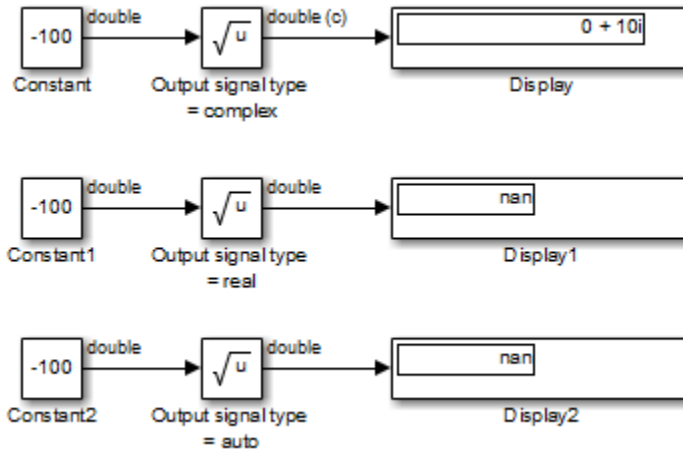 double double (c)
-100 √u 0 + 10i
Constant Output signal type Display
= complex
double double
-100 √u nan
Constant1 Output signal type Display1
= real
double double
-100 √u nan
Constant2 Output signal type Display2
= auto